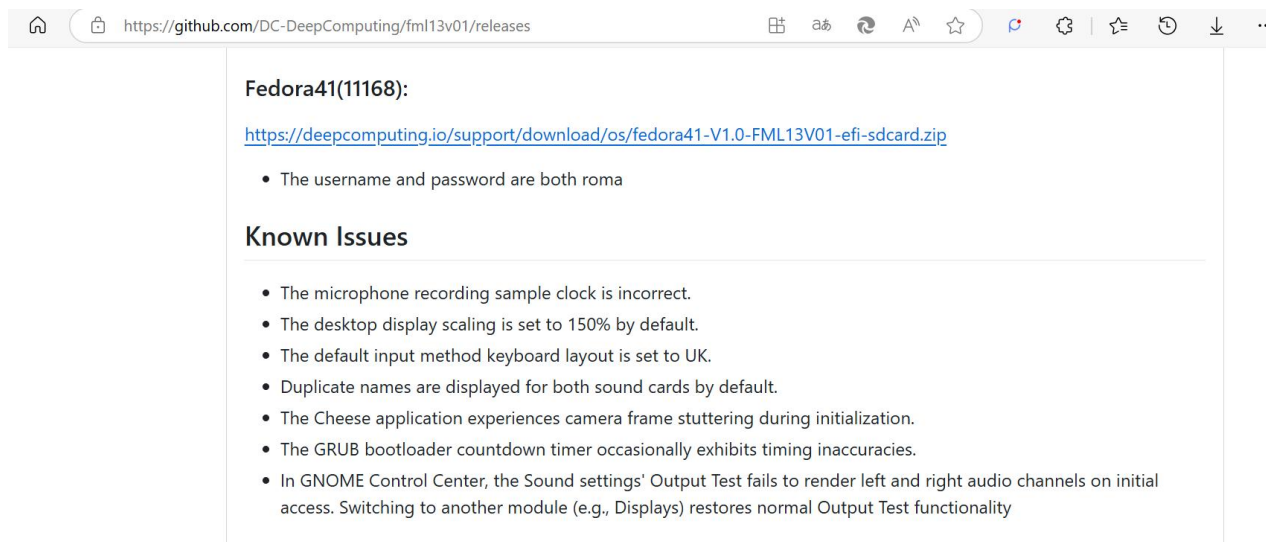 https://github.com/DC-DeepComputing/fml13v01/releases
Fedora41(11168):
https://deepcomputing.io/support/download/os/fedora41-V1.0-FML13V01-efi-sdcard.zip
• The username and password are both roma
Known Issues
• The microphone recording sample clock is incorrect.
• The desktop display scaling is set to 150% by default.
• The default input method keyboard layout is set to UK.
• Duplicate names are displayed for both sound cards by default.
• The Cheese application experiences camera frame stuttering during initialization.
• The GRUB bootloader countdown timer occasionally exhibits timing inaccuracies.
• In GNOME Control Center, the Sound settings' Output Test fails to render left and right audio channels on initial
access. Switching to another module (e.g., Displays) restores normal Output Test functionality